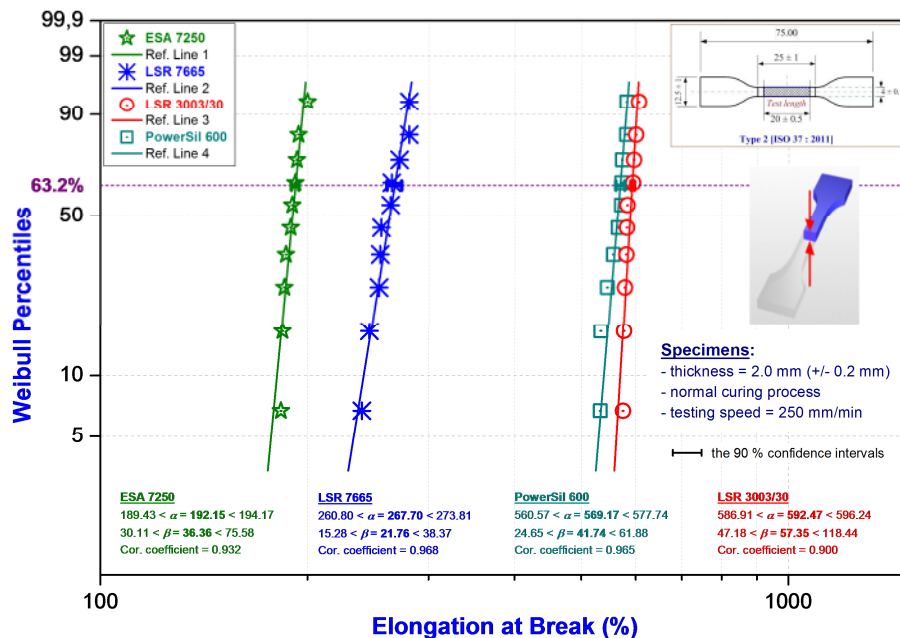 99,9
99
90
63.2%
50
10
5
Weibull Percentiles
ESA 7250
Ref. Line 1
LSR 7665
Ref. Line 2
LSR 3003/30
Ref. Line 3
PowerSil 600
Ref. Line 4
75.00
25 ± 1
12.5 ± 1
Test length
20 ± 0.5
Type 2 [ISO 37 : 2011]
Specimens:
- thickness = 2.0 mm (+/- 0.2 mm)
- normal curing process
- testing speed = 250 mm/min
the 90 % confidence intervals
ESA 7250
189.43 < α = 192.15 < 194.17
30.11 < β = 36.36 < 75.58
Cor. coefficient = 0.932
LSR 7665
260.80 < α = 267.70 < 273.81
15.28 < β = 21.76 < 38.37
Cor. coefficient = 0.968
PowerSil 600
560.57 < α = 569.17 < 577.74
24.65 < β = 41.74 < 61.88
Cor. coefficient = 0.965
LSR 3003/30
586.91 < α = 592.47 < 596.24
47.18 < β = 57.35 < 118.44
Cor. coefficient = 0.900
100
1000
Elongation at Break (%)